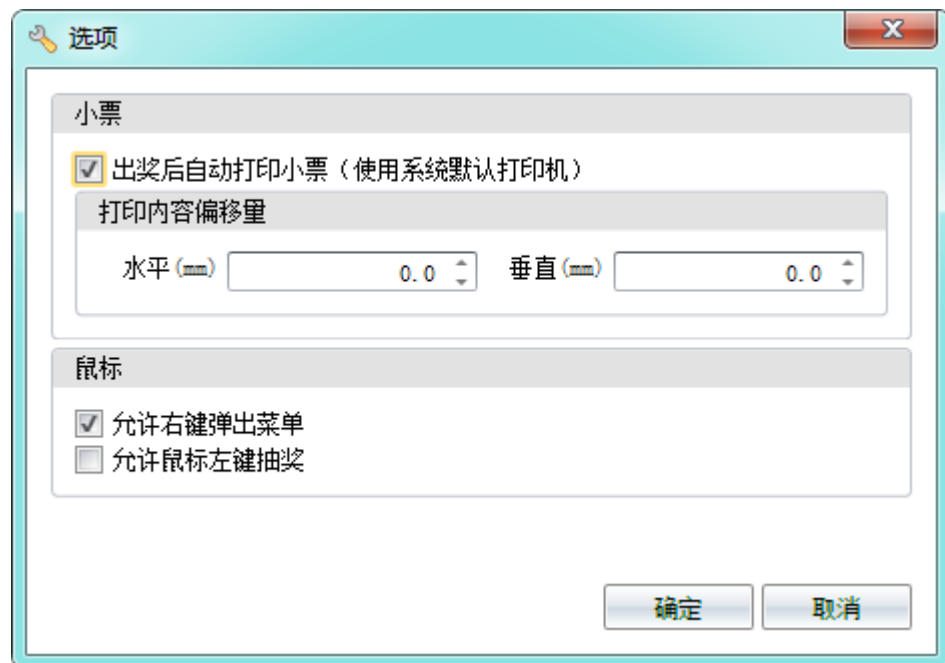 选项
小票
出奖后自动打印小票（使用系统默认打印机）
打印内容偏移量
水平(mm) 0.0 垂直(mm) 0.0
鼠标
允许右键弹出菜单
允许鼠标左键抽奖
确定 取消